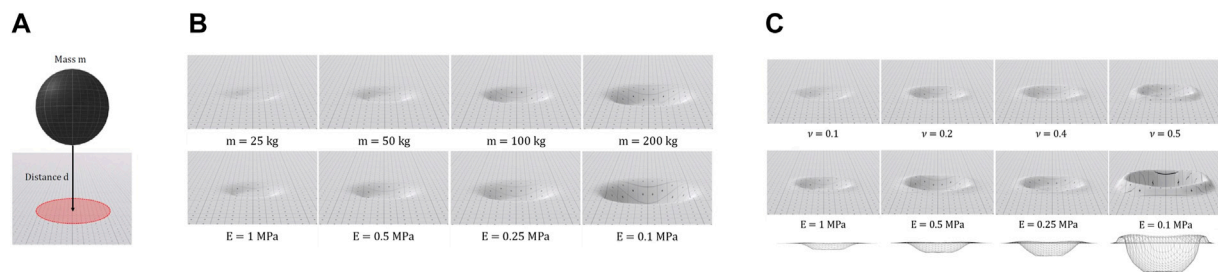 A
Mass m
Distance d
B
m = 25 kg
m = 50 kg
m = 100 kg
m = 200 kg
E = 1 MPa
E = 0.5 MPa
E = 0.25 MPa
E = 0.1 MPa
C
ν = 0.1
ν = 0.2
ν = 0.4
ν = 0.5
E = 1 MPa
E = 0.5 MPa
E = 0.25 MPa
E = 0.1 MPa